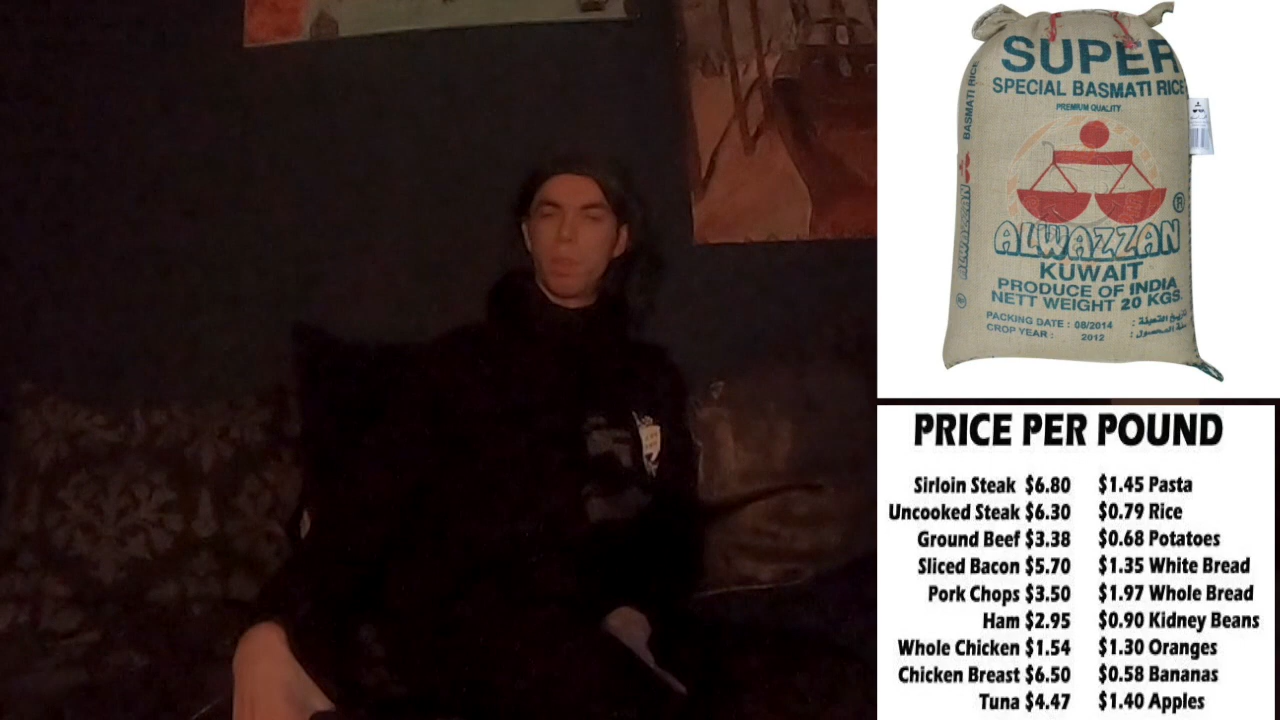 SUPER
SPECIAL BASMATI RICE
PREMIUM QUALITY
BASMATI RICE
ALWAZZAN
®
ALWAZZAN
KUWAIT
PRODUCE OF INDIA
NETT WEIGHT 20 KGS.
PACKING DATE : 08/2014 : تاريخ التعبئة
CROP YEAR : 2012
PRICE PER POUND
Sirloin Steak $6.80 $1.45 Pasta
Uncooked Steak $6.30 $0.79 Rice
Ground Beef $3.38 $0.68 Potatoes
Sliced Bacon $5.70 $1.35 White Bread
Pork Chops $3.50 $1.97 Whole Bread
Ham $2.95 $0.90 Kidney Beans
Whole Chicken $1.54 $1.30 Oranges
Chicken Breast $6.50 $0.58 Bananas
Tuna $4.47 $1.40 Apples